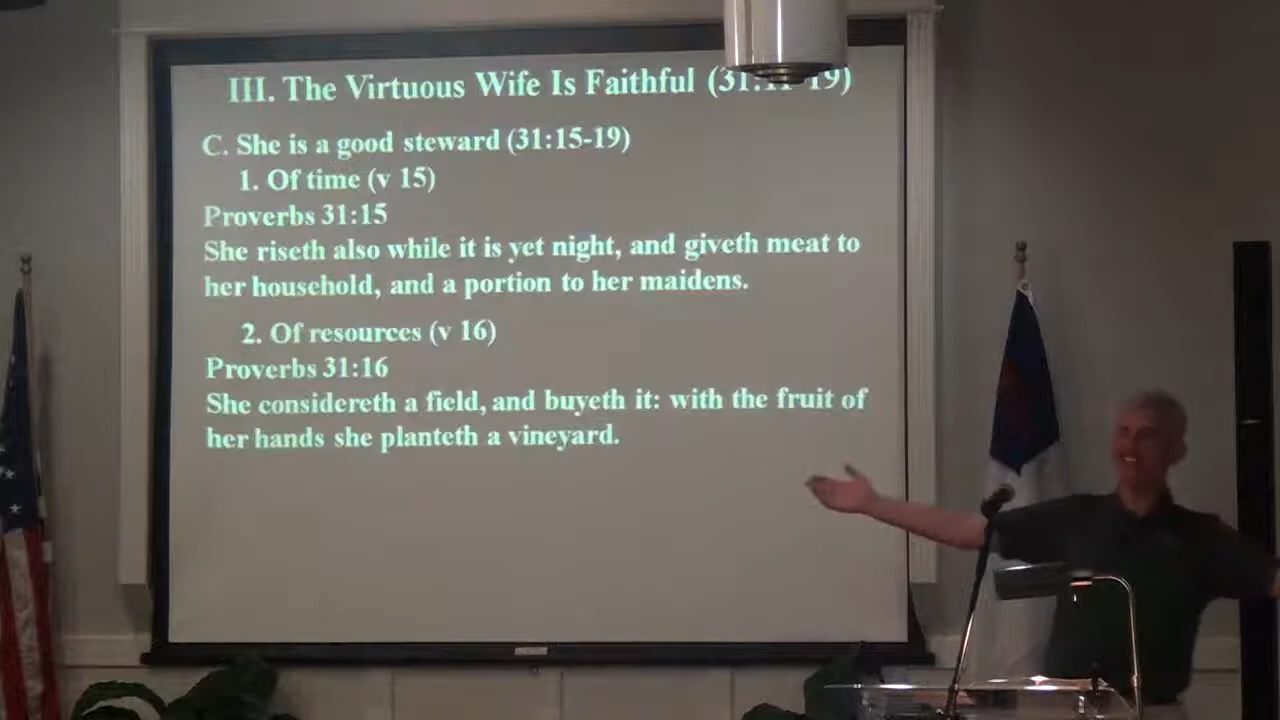 III. The Virtuous Wife Is Faithful (31:11-19)
C. She is a good steward (31:15-19)
1. Of time (v 15)
Proverbs 31:15
She riseth also while it is yet night, and giveth meat to
her household, and a portion to her maidens.
2. Of resources (v 16)
Proverbs 31:16
She considereth a field, and buyeth it: with the fruit of
her hands she planteth a vineyard.